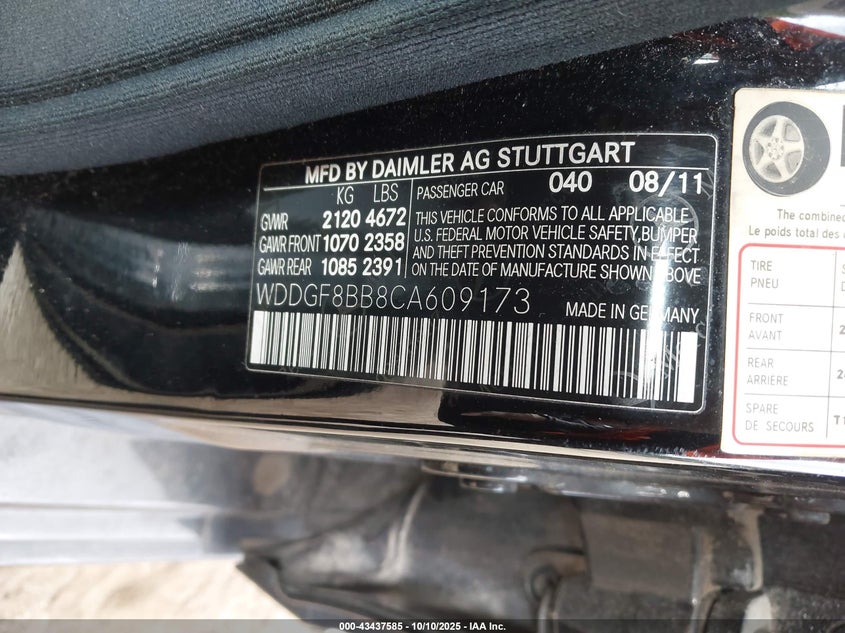 MFD BY DAIMLER AG STUTTGART
KG LBS
GVWR 2120 4672
GAWR FRONT 1070 2358
GAWR REAR 1085 2391
PASSENGER CAR 040 08/11
THIS VEHICLE CONFORMS TO ALL APPLICABLE
U.S. FEDERAL MOTOR VEHICLE SAFETY,BUMPER
AND THEFT PREVENTION STANDARDS IN EFFECT
ON THE DATE OF MANUFACTURE SHOWN ABOVE
WDDGF8BB8CA609173 MADE IN GERMANY
The combined
Le poids total des
TIRE
PNEU
FRONT
AVANT
REAR
ARRIÈRE
SPARE
DE SECOURS
000-43437585 - 10/10/2025 - IAA Inc.